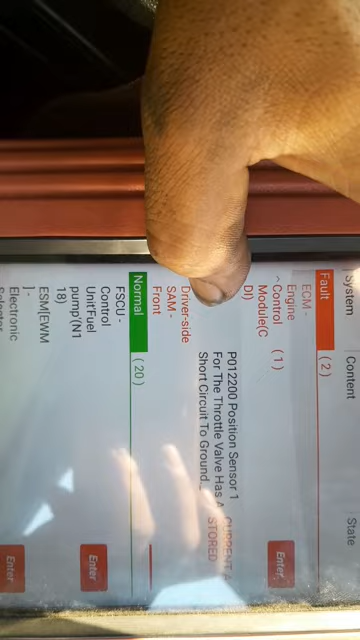 System Content State
Fault (2)
ECM -
Engine
^ Control (1) Enter
Module(C
DI)
P012200 Position Sensor 1 CURRENT A
For The Throttle Valve Has A STORED
Short Circuit To Ground...
Driver-side
SAM -
Front
Normal (20)
FSCU -
Control
Unit'Fuel
pump'(N1 Enter
18)
ESM[EWM
]-
Electronic Enter
Selector